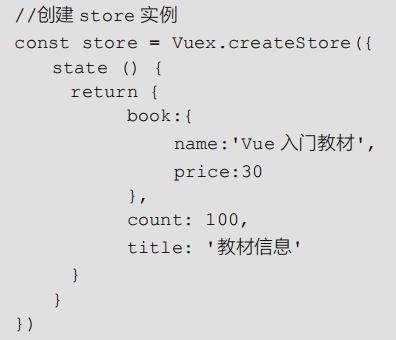 //创建 store 实例
const store = Vuex.createStore({
state () {
return {
book:{
name:'Vue 入门教材',
price:30
},
count: 100,
title: '教材信息'
}
}
})